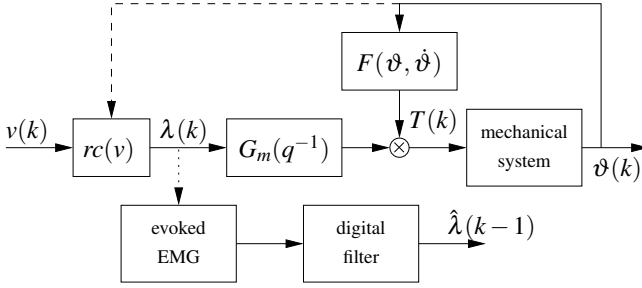 F(ϑ, ϑ̇)
v(k)
rc(v)
λ(k)
G_m(q⁻¹)
T(k)
mechanical
system
ϑ(k)
evoked
EMG
digital
filter
λ̂(k−1)